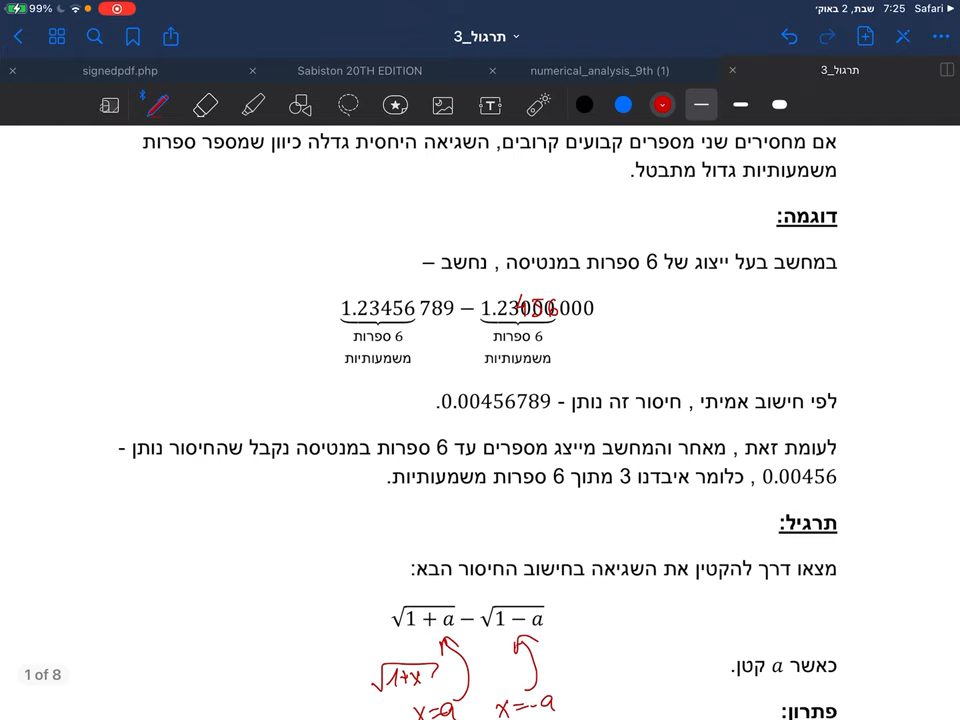 99%
שבת, 2 באוק׳ 7:25 Safari
תרגול_3
signedpdf.php
Sabiston 20TH EDITION
numerical_analysis_9th (1)
תרגול_3
אם מחסירים שני מספרים קבועים קרובים, השגיאה היחסית גדלה כיוון שמספר ספרות
משמעותיות גדול מתבטל.
דוגמה:
במחשב בעל ייצוג של 6 ספרות במנטיסה , נחשב –
1.23456 789 − 1.23000 000
456
6 ספרות 6 ספרות
משמעותיות משמעותיות
לפי חישוב אמיתי , חיסור זה נותן - 0.00456789.
לעומת זאת , מאחר והמחשב מייצג מספרים עד 6 ספרות במנטיסה נקבל שהחיסור נותן -
0.00456 , כלומר איבדנו 3 מתוך 6 ספרות משמעותיות.
תרגיל:
מצאו דרך להקטין את השגיאה בחישוב החיסור הבא:
√1 + a − √1 − a
כאשר a קטן.
√1+x
x=a x=-a
פתרון:
1 of 8